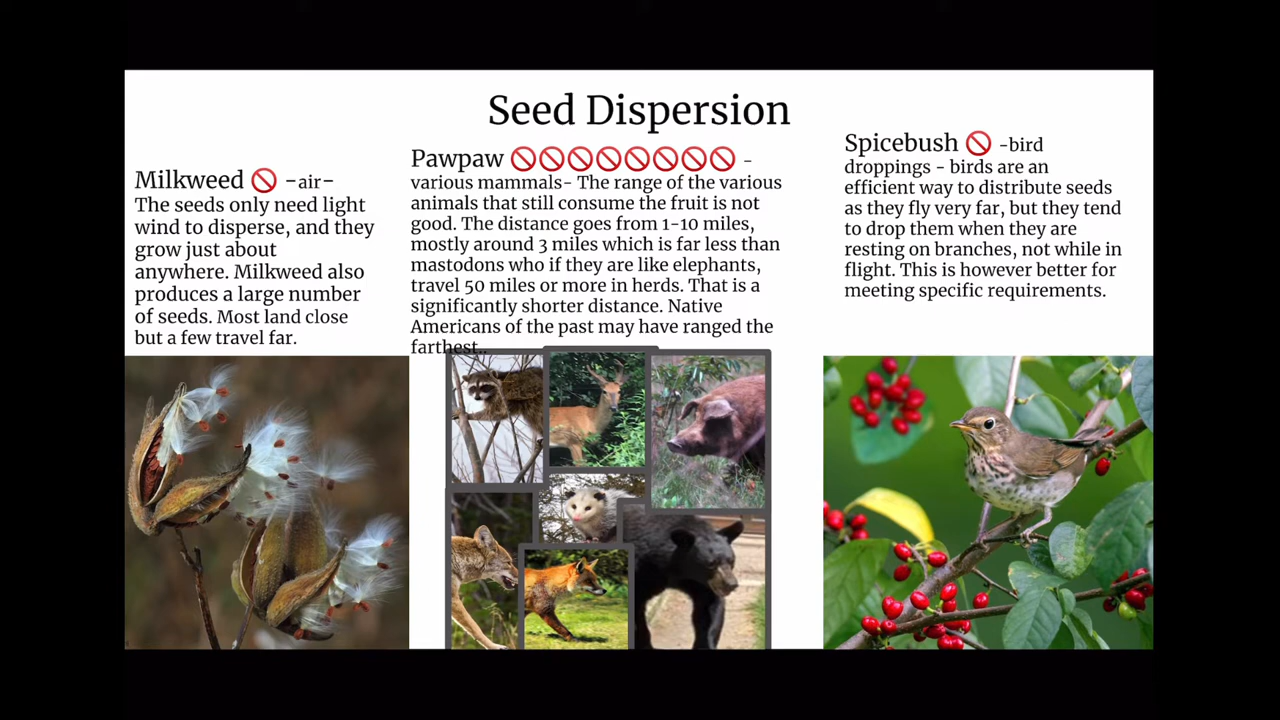 Seed Dispersion
Milkweed 🚫 -air-
The seeds only need light
wind to disperse, and they
grow just about
anywhere. Milkweed also
produces a large number
of seeds. Most land close
but a few travel far.
Pawpaw 🚫🚫🚫🚫🚫🚫🚫🚫 -
various mammals- The range of the various
animals that still consume the fruit is not
good. The distance goes from 1-10 miles,
mostly around 3 miles which is far less than
mastodons who if they are like elephants,
travel 50 miles or more in herds. That is a
significantly shorter distance. Native
Americans of the past may have ranged the
farthest..
Spicebush 🚫 -bird
droppings - birds are an
efficient way to distribute seeds
as they fly very far, but they tend
to drop them when they are
resting on branches, not while in
flight. This is however better for
meeting specific requirements.